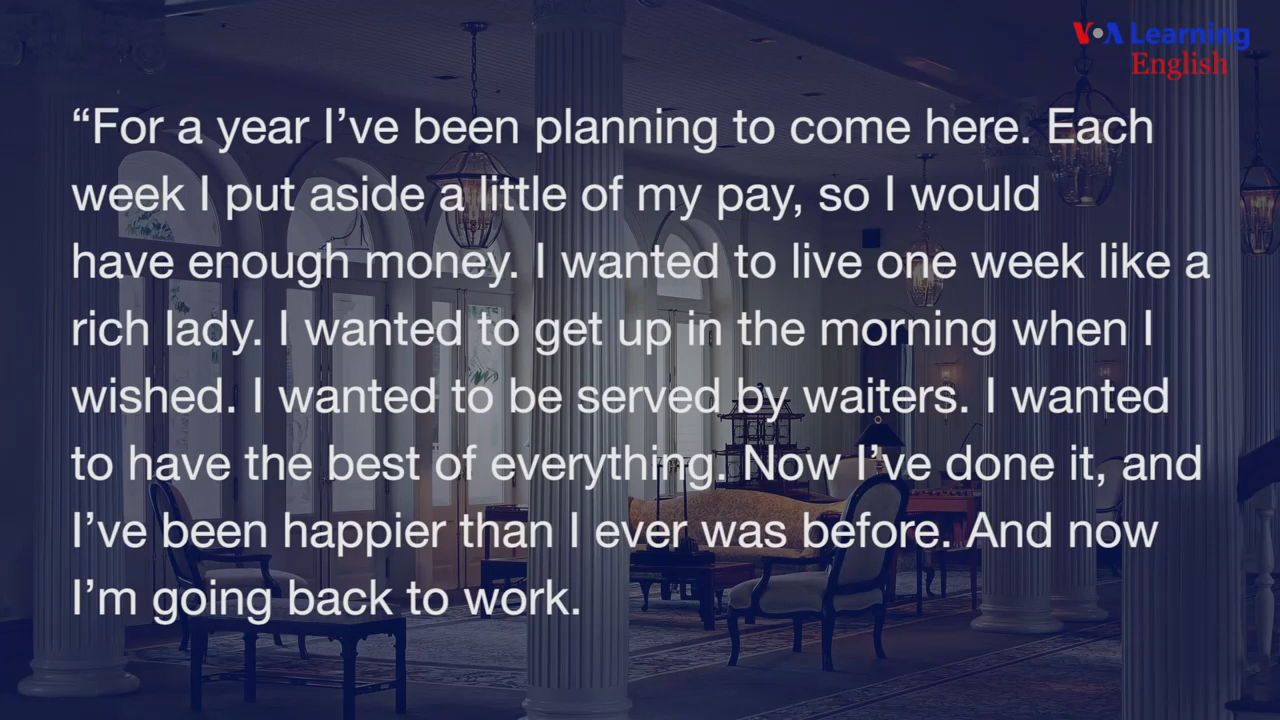 VOA Learning
English
“For a year I’ve been planning to come here. Each
week I put aside a little of my pay, so I would
have enough money. I wanted to live one week like a
rich lady. I wanted to get up in the morning when I
wished. I wanted to be served by waiters. I wanted
to have the best of everything. Now I’ve done it, and
I’ve been happier than I ever was before. And now
I’m going back to work.